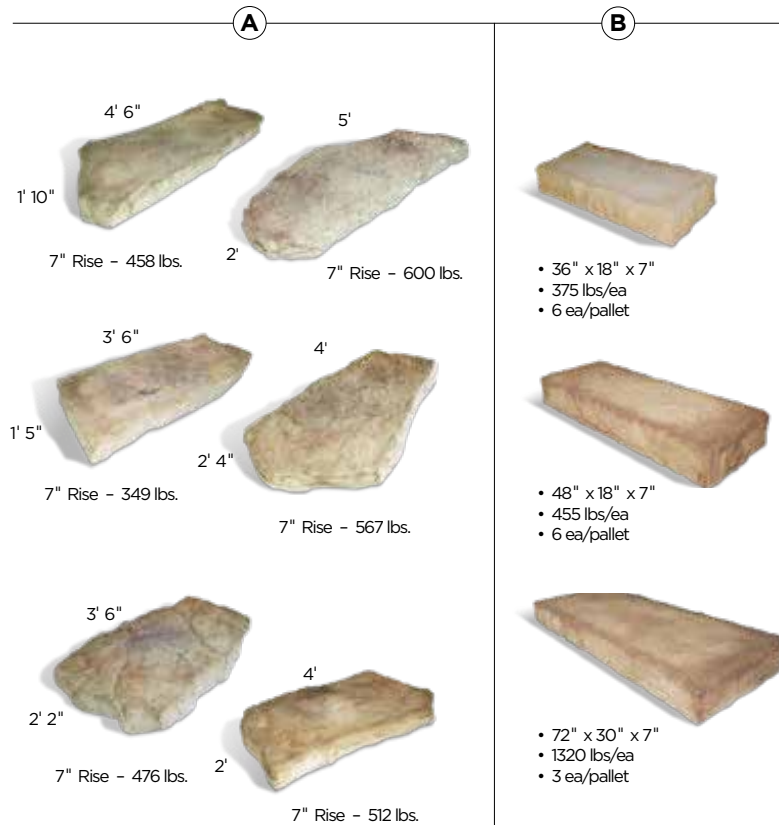 A
4' 6"
1' 10"
7" Rise – 458 lbs.
5'
2'
7" Rise – 600 lbs.
3' 6"
1' 5"
7" Rise – 349 lbs.
4'
2' 4"
7" Rise – 567 lbs.
3' 6"
2' 2"
7" Rise – 476 lbs.
4'
2'
7" Rise – 512 lbs.
B
• 36" x 18" x 7"
• 375 lbs/ea
• 6 ea/pallet
• 48" x 18" x 7"
• 455 lbs/ea
• 6 ea/pallet
• 72" x 30" x 7"
• 1320 lbs/ea
• 3 ea/pallet